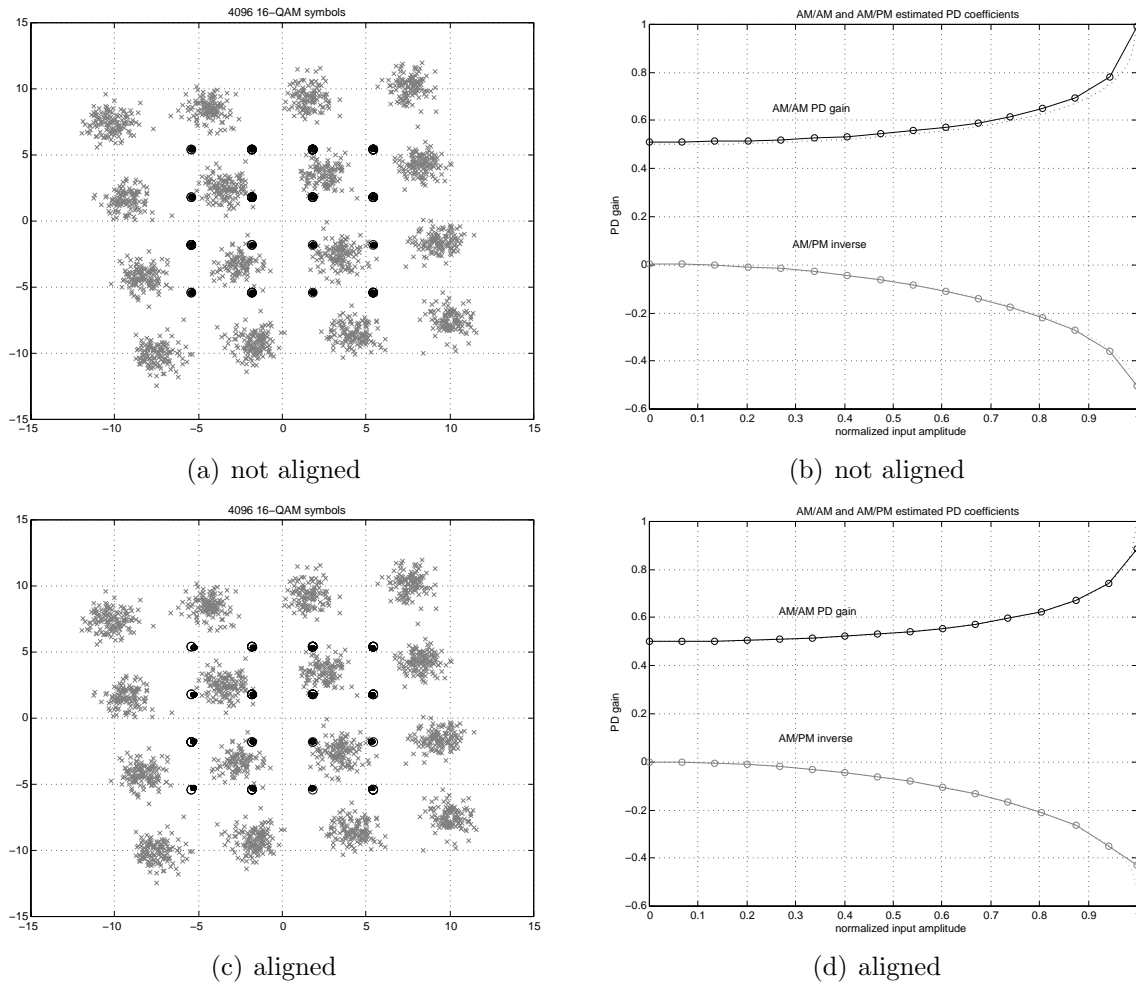 4096 16−QAM symbols
15
10
5
0
−5
−10
−15
−15 −10 −5 0 5 10 15
(a) not aligned
AM/AM and AM/PM estimated PD coefficients
1
0.8
0.6
0.4
0.2
0
−0.2
−0.4
−0.6
PD gain
AM/AM PD gain
AM/PM inverse
0 0.1 0.2 0.3 0.4 0.5 0.6 0.7 0.8 0.9
normalized input amplitude
(b) not aligned
4096 16−QAM symbols
15
10
5
0
−5
−10
−15
−15 −10 −5 0 5 10 15
(c) aligned
AM/AM and AM/PM estimated PD coefficients
1
0.8
0.6
0.4
0.2
0
−0.2
−0.4
−0.6
PD gain
AM/AM PD gain
AM/PM inverse
0 0.1 0.2 0.3 0.4 0.5 0.6 0.7 0.8 0.9
normalized input amplitude
(d) aligned